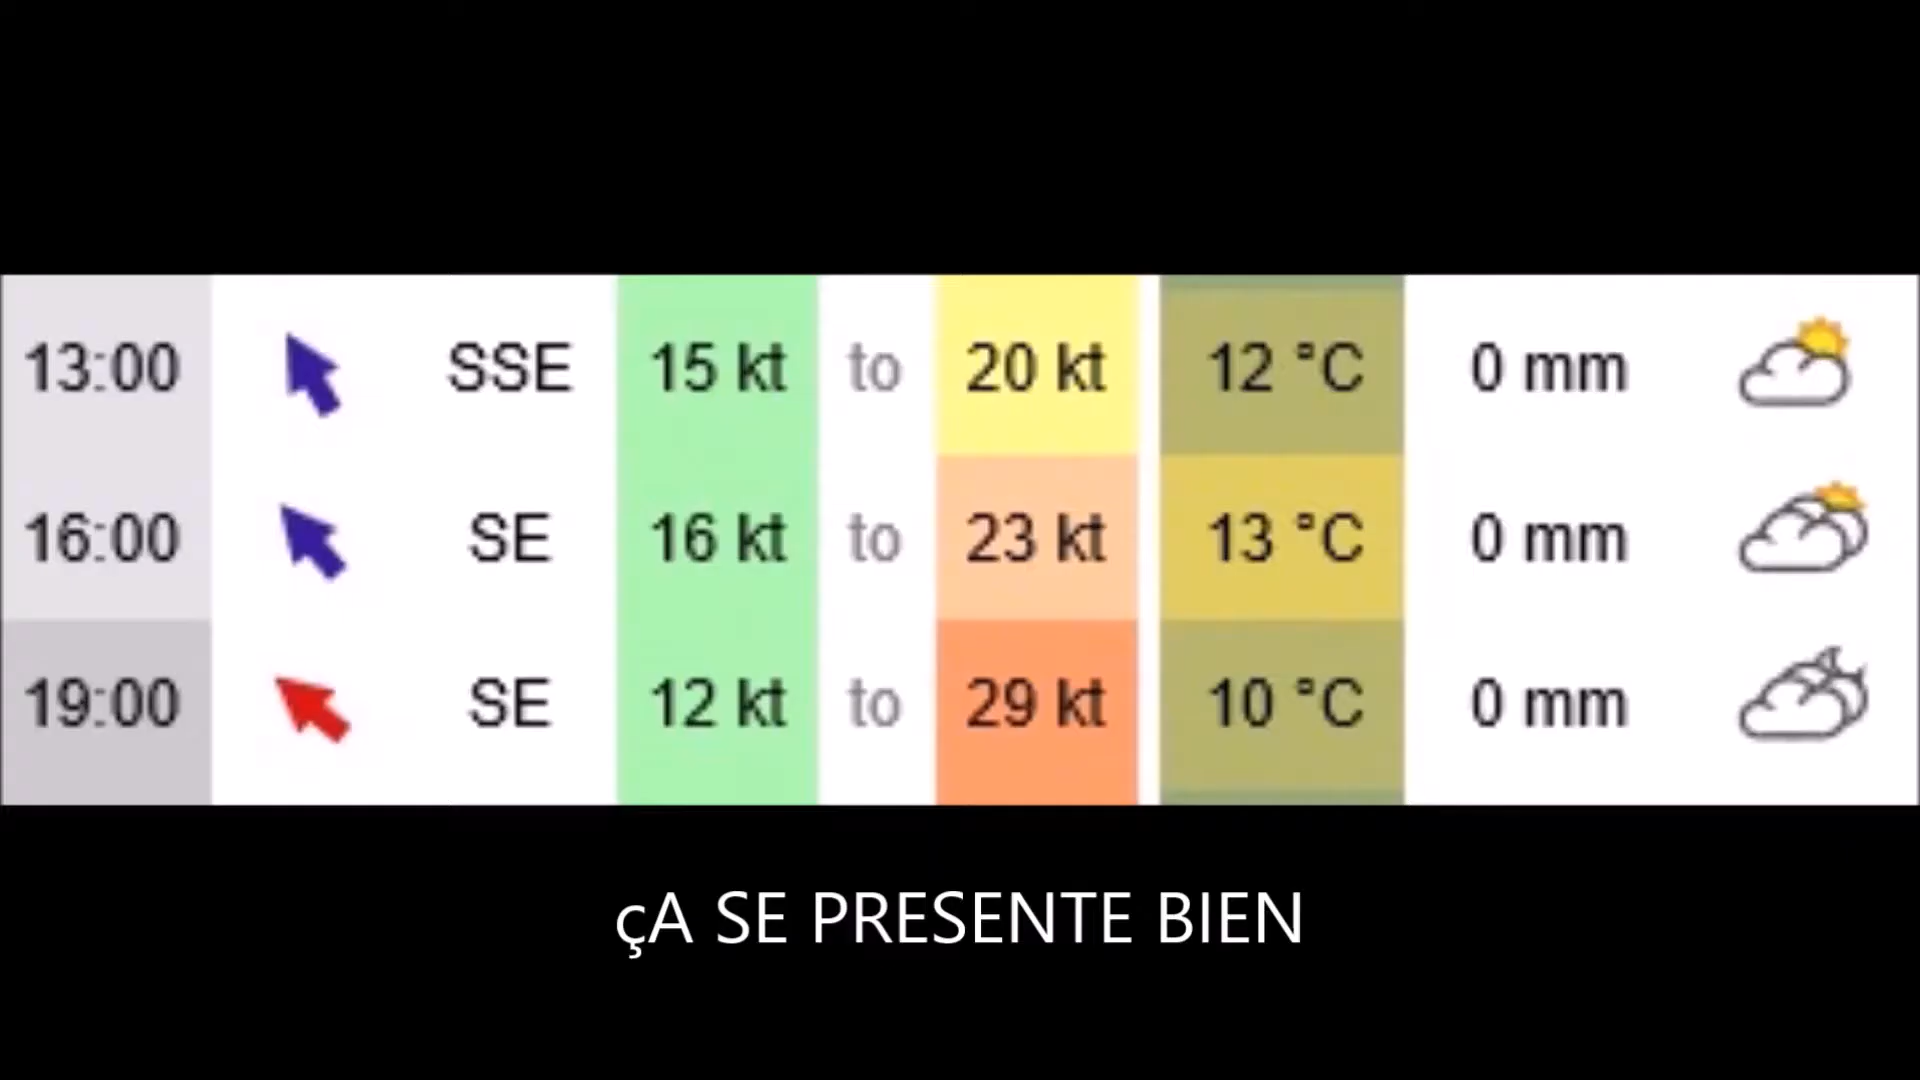 13:00 SSE 15 kt to 20 kt 12 °C 0 mm
16:00 SE 16 kt to 23 kt 13 °C 0 mm
19:00 SE 12 kt to 29 kt 10 °C 0 mm
çA SE PRESENTE BIEN